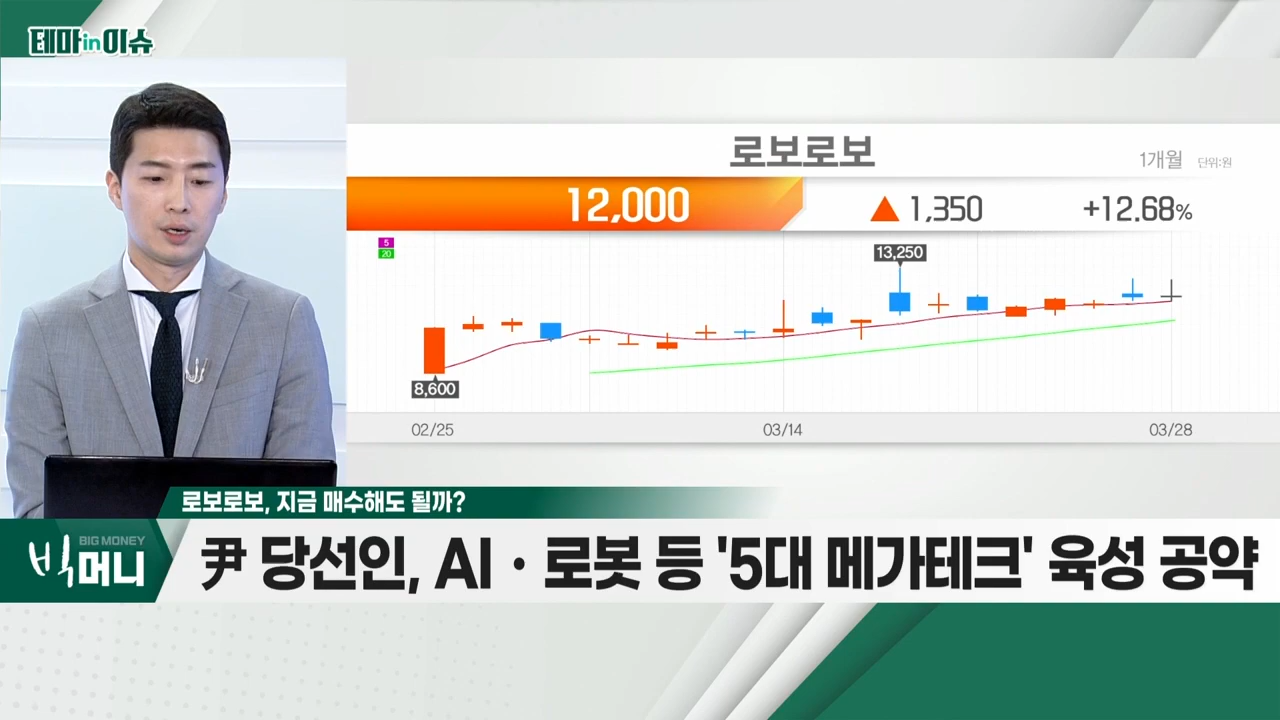 테마in이슈
로보로보
1개월 단위:원
12,000 ▲ 1,350 +12.68%
5
20
13,250
8,600
02/25 03/14 03/28
로보로보, 지금 매수해도 될까?
BIG MONEY
빅머니
尹 당선인, AI · 로봇 등 '5대 메가테크' 육성 공약